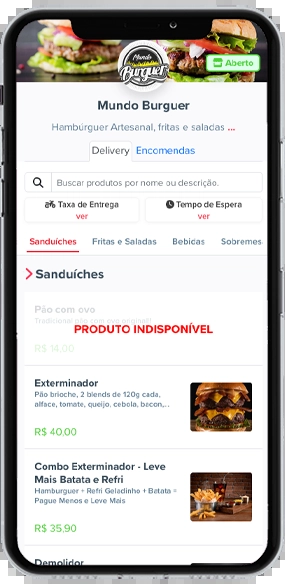 Mundo
Burguer
Aberto
Mundo Burguer
Hambúrguer Artesanal, fritas e saladas ...
Delivery Encomendas
Buscar produtos por nome ou descrição.
Taxa de Entrega
ver
Tempo de Espera
ver
Sanduíches Fritas e Saladas Bebidas Sobremes
Sanduíches
Pão com ovo
PRODUTO INDISPONÍVEL
R$ 14,00
Exterminador
Pão brioche, 2 blends de 120g cada,
alface, tomate, queijo, cebola, bacon,...
R$ 40,00
Combo Exterminador - Leve
Mais Batata e Refri
Hamburguer + Refri Geladinho + Batata =
Pague Menos e Leve Mais
R$ 35,90
Demolidor